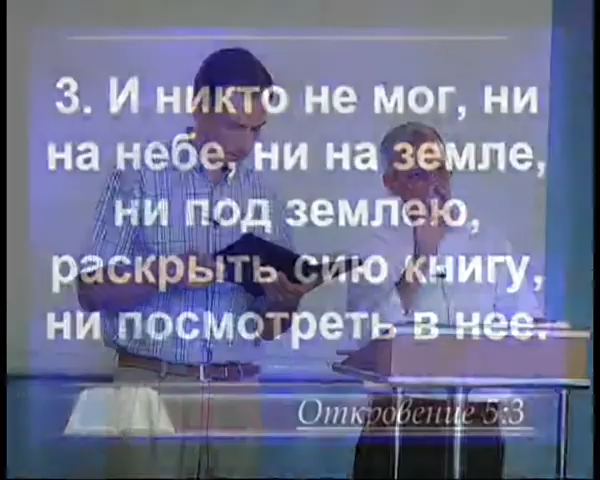 3. И никто не мог, ни
на небе, ни на земле,
ни под землею,
раскрыть сию книгу,
ни посмотреть в нее.
Откровение 5:3